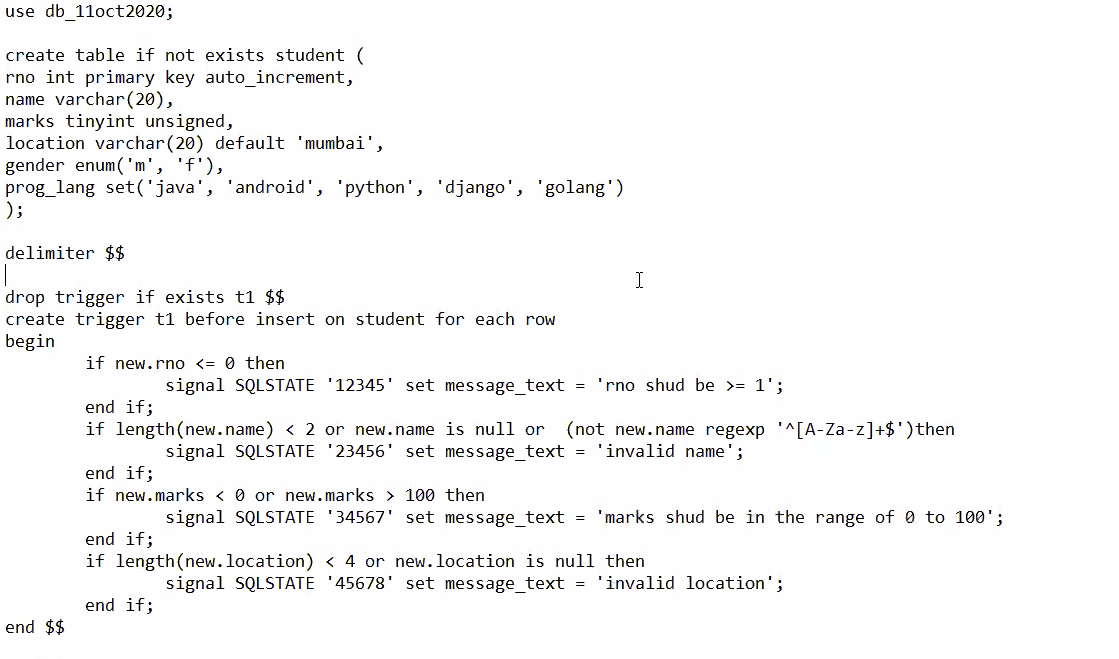 use db_11oct2020;
create table if not exists student (
rno int primary key auto_increment,
name varchar(20),
marks tinyint unsigned,
location varchar(20) default 'mumbai',
gender enum('m', 'f'),
prog_lang set('java', 'android', 'python', 'django', 'golang')
);
delimiter $$
drop trigger if exists t1 $$
create trigger t1 before insert on student for each row
begin
if new.rno <= 0 then
signal SQLSTATE '12345' set message_text = 'rno shud be >= 1';
end if;
if length(new.name) < 2 or new.name is null or  (not new.name regexp '^[A-Za-z]+$')then
signal SQLSTATE '23456' set message_text = 'invalid name';
end if;
if new.marks < 0 or new.marks > 100 then
signal SQLSTATE '34567' set message_text = 'marks shud be in the range of 0 to 100';
end if;
if length(new.location) < 4 or new.location is null then
signal SQLSTATE '45678' set message_text = 'invalid location';
end if;
end $$